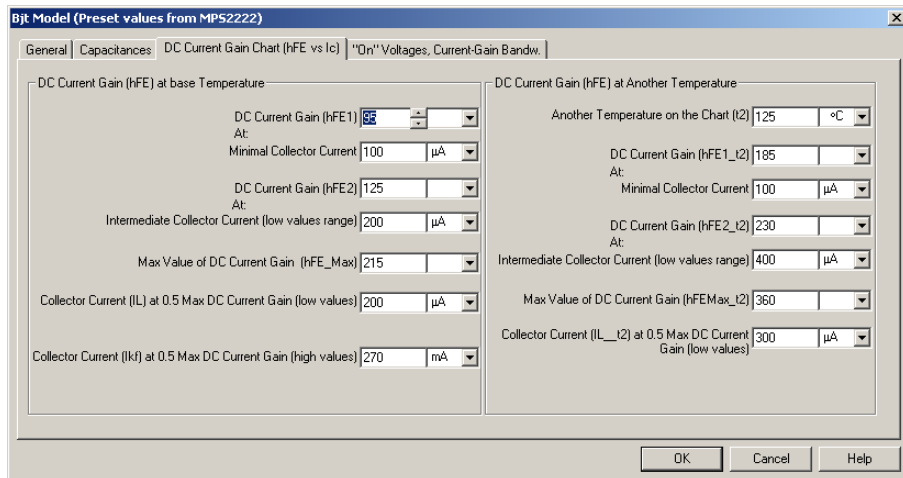 Bjt Model (Preset values from MPS2222)
General
Capacitances
DC Current Gain Chart (hFE vs Ic)
"On" Voltages, Current-Gain Bandw.
DC Current Gain (hFE) at base Temperature
DC Current Gain (hFE1) 95
At:
Minimal Collector Current 100 µA
DC Current Gain (hFE2) 125
At:
Intermediate Collector Current (low values range) 200 µA
Max Value of DC Current Gain (hFE_Max) 215
Collector Current (IL) at 0.5 Max DC Current Gain (low values) 200 µA
Collector Current (Ikf) at 0.5 Max DC Current Gain (high values) 270 mA
DC Current Gain (hFE) at Another Temperature
Another Temperature on the Chart (t2) 125 ºC
DC Current Gain (hFE1_t2) 185
At:
Minimal Collector Current 100 µA
DC Current Gain (hFE2_t2) 230
At:
Intermediate Collector Current (low values range) 400 µA
Max Value of DC Current Gain (hFEMax_t2) 360
Collector Current (IL__t2) at 0.5 Max DC Current
Gain (low values) 300 µA
OK
Cancel
Help